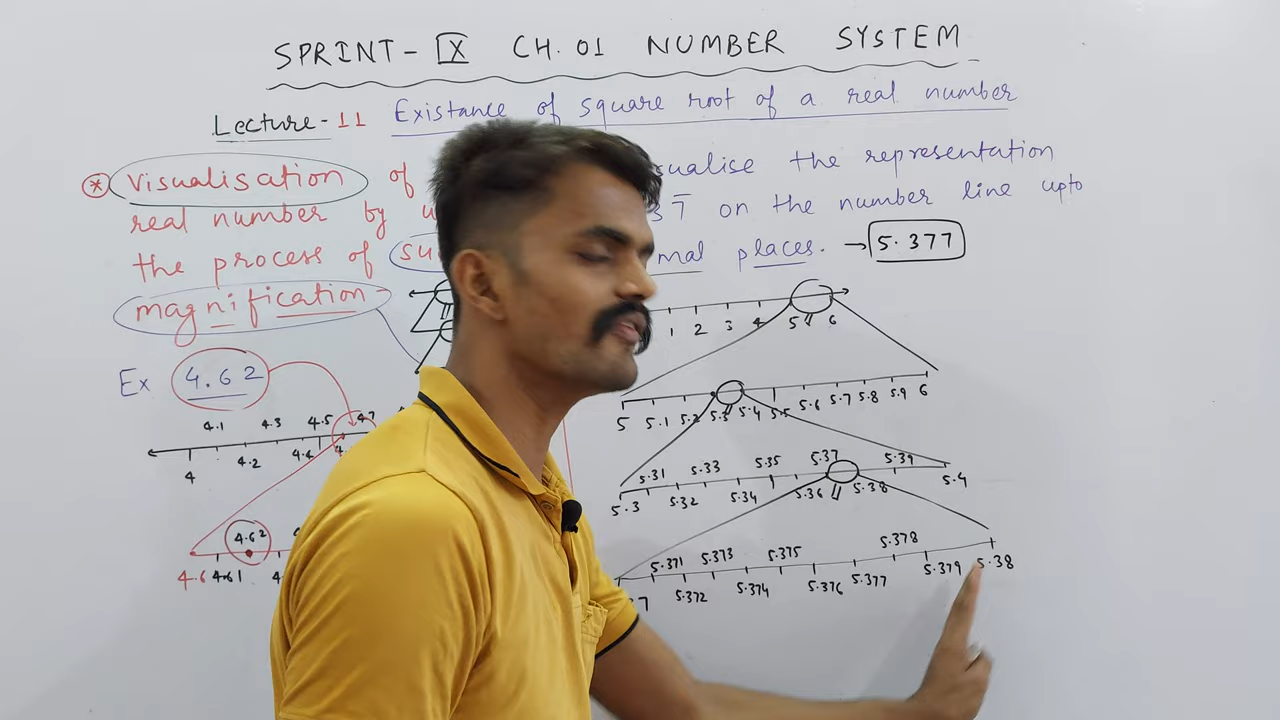 SPRINT- IX CH. 01 NUMBER SYSTEM
Lecture-11 Existance of square root of a real number
* visualisation of
real number by
the process of
magnification
the representation
on the number line upto
places. → 5.377
Ex 4.62
4.1 4.3 4.5 4.7
4 4.2 4.4
4.62
4.6 4.61
1 2 3 4 5 6
5 5.1 5.2 5.3 5.4 5.5 5.6 5.7 5.8 5.9 6
5.31 5.33 5.35 5.37 5.39
5.3 5.32 5.34 5.36 5.38 5.4
5.371 5.373 5.375 5.378
5.372 5.374 5.376 5.377 5.379 5.38